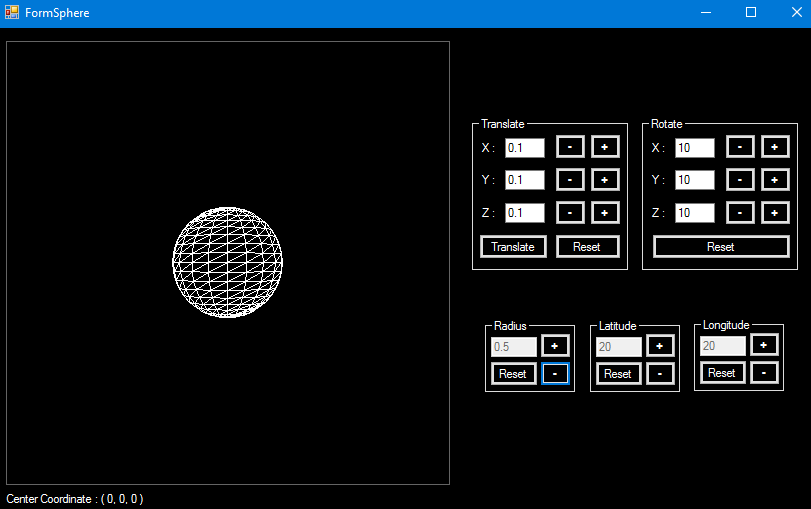 FormSphere
Translate
X : 0.1 - +
Y : 0.1 - +
Z : 0.1 - +
Translate Reset
Rotate
X : 10 - +
Y : 10 - +
Z : 10 - +
Reset
Radius
0.5 +
Reset -
Latitude
20 +
Reset -
Longitude
20 +
Reset -
Center Coordinate : ( 0, 0, 0 )